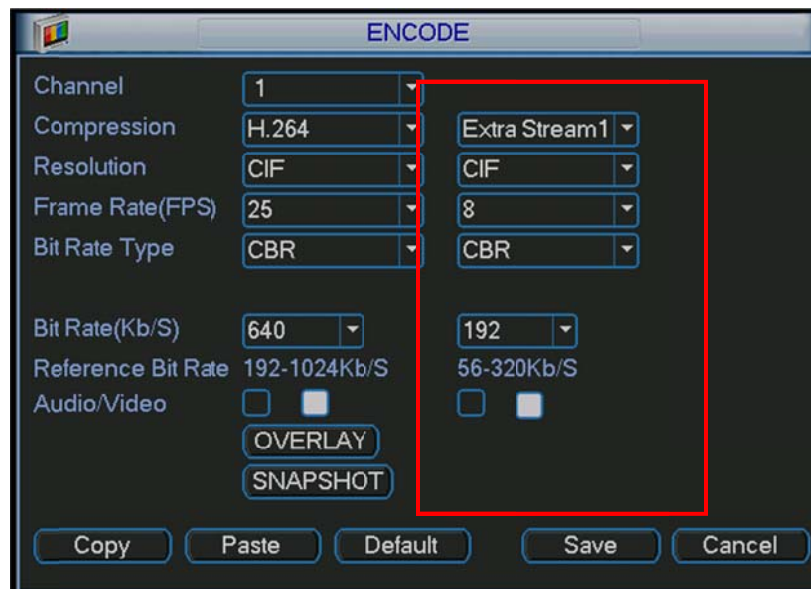 ENCODE
Channel 1
Compression H.264 Extra Stream1
Resolution CIF CIF
Frame Rate(FPS) 25 8
Bit Rate Type CBR CBR
Bit Rate(Kb/S) 640 192
Reference Bit Rate 192-1024Kb/S 56-320Kb/S
Audio/Video
OVERLAY
SNAPSHOT
Copy Paste Default Save Cancel